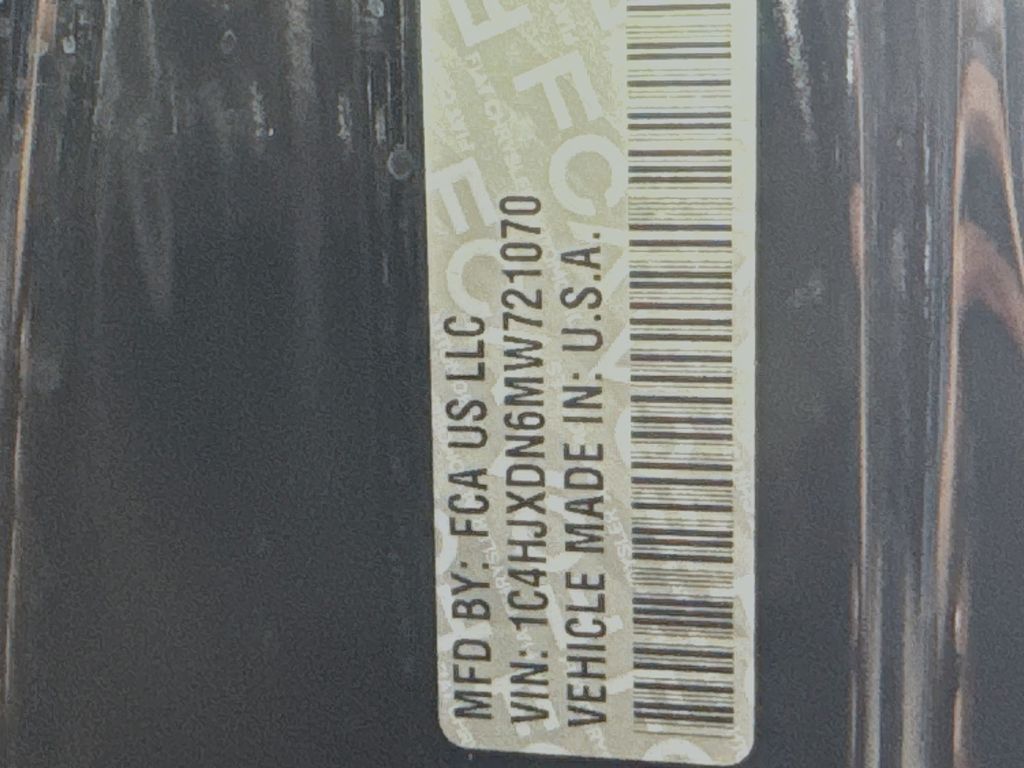 MFD BY: FCA US LLC
VIN: 1C4HJXDN6MW721070
VEHICLE MADE IN: U.S.A.